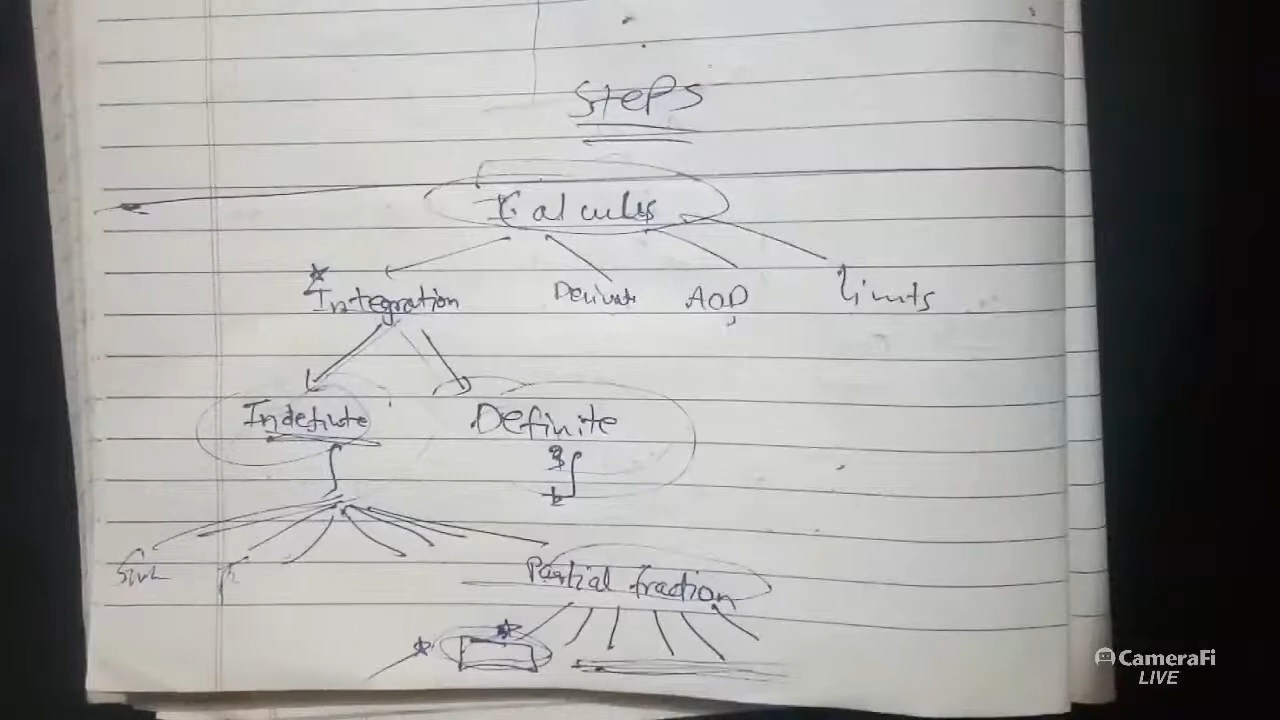 Steps
Calculus
Integration Derivate AOD Limits
Indefinite Definite
∫ ∫
Partial fraction
CameraFi
LIVE